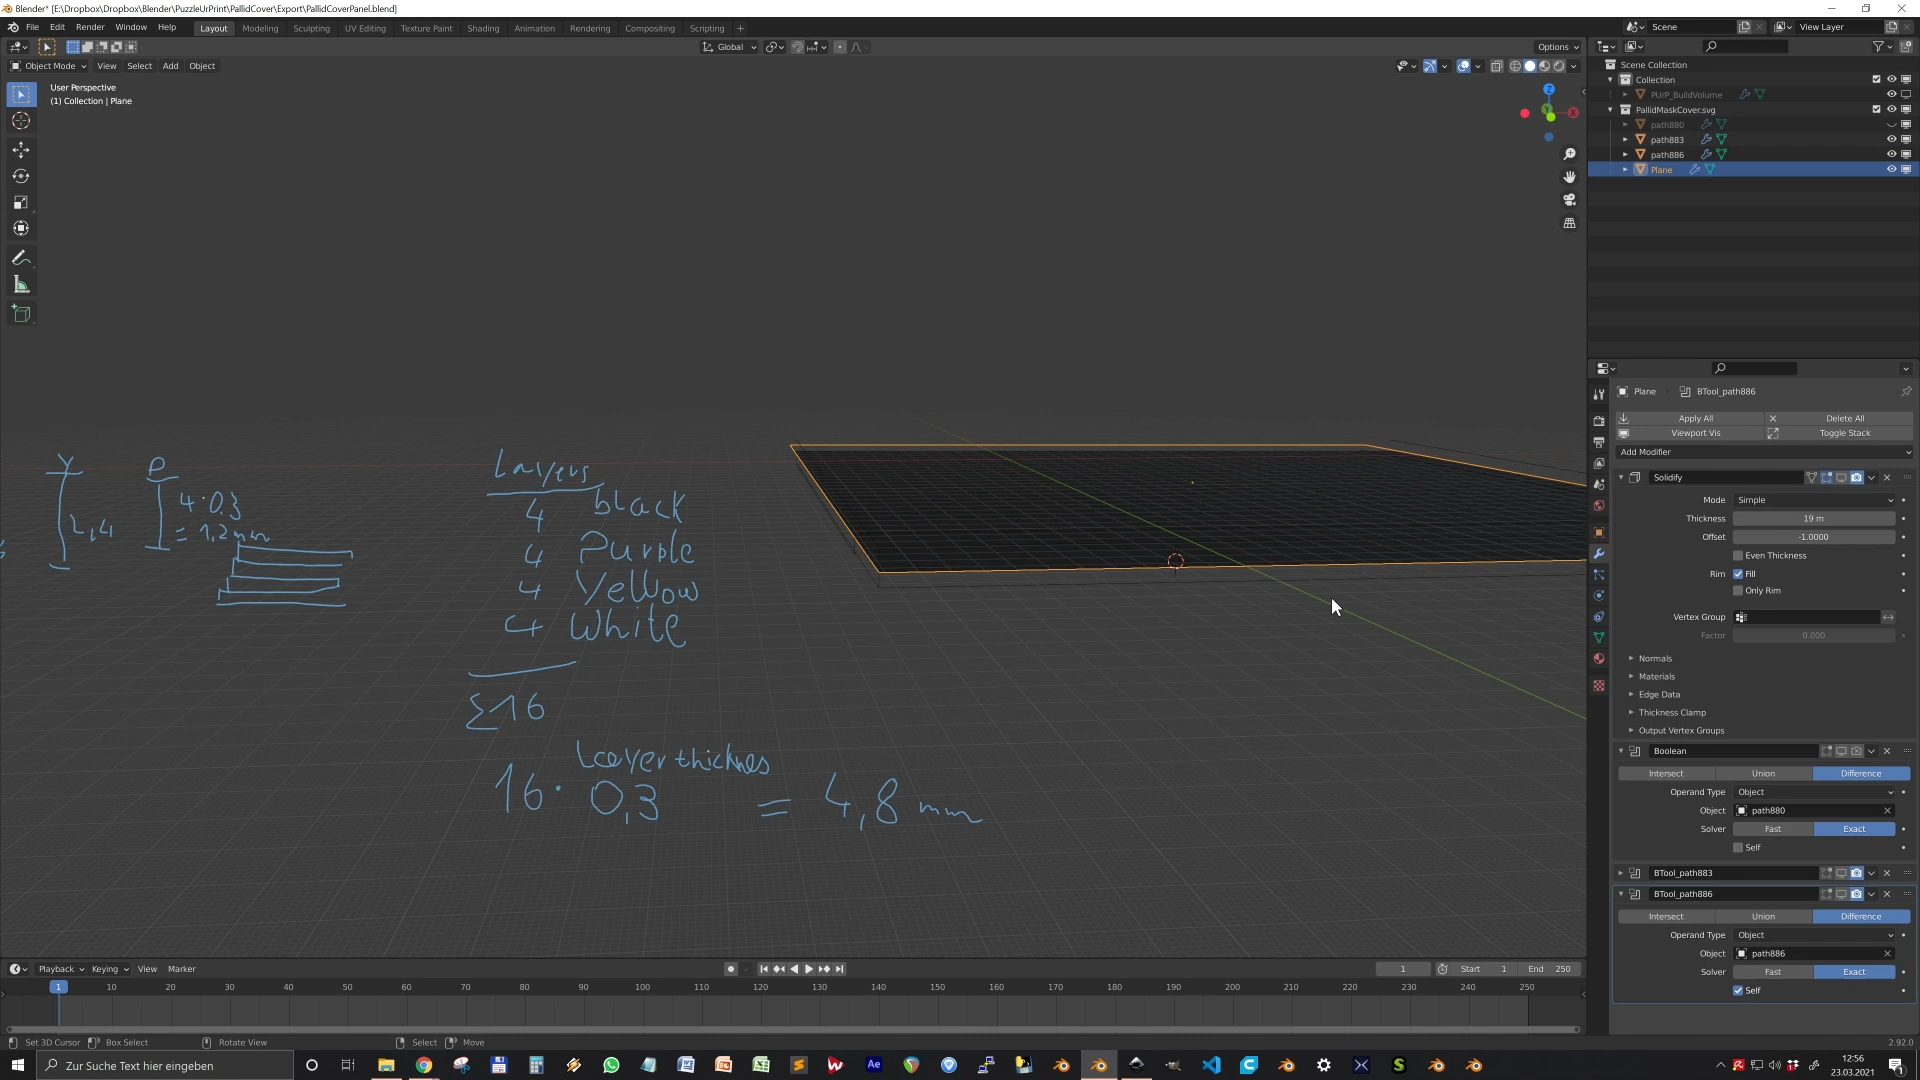 Blender* [E:\Dropbox\Dropbox\Blender\PuzzleUrPrint\PallidCover\Export\PallidCoverPanel.blend]
File Edit Render Window Help Layout Modeling Sculpting UV Editing Texture Paint Shading Animation Rendering Compositing Scripting +
Scene View Layer
Global Options
Object Mode View Select Add Object
User Perspective
(1) Collection | Plane
Z
X
Scene Collection
Collection
PUrP_BuildVolume
PallidMaskCover.svg
path880
path883
path886
Plane
Plane BTool_path886
Apply All Delete All
Viewport Vis Toggle Stack
Add Modifier
Solidify
Mode Simple
Thickness 19 m
Offset -1.0000
Even Thickness
Rim Fill
Only Rim
Vertex Group
Factor 0.000
Normals
Materials
Edge Data
Thickness Clamp
Output Vertex Groups
Boolean
Intersect Union Difference
Operand Type Object
Object path880
Solver Fast Exact
Self
BTool_path883
BTool_path886
Intersect Union Difference
Operand Type Object
Object path886
Solver Fast Exact
Self
Y
P
4·0.3
= 1,2mm
Layers
4 black
4 Purple
4 Yellow
4 White
Σ16
Layer thicknes
16· 0,3 = 4,8 mm
Playback Keying View Marker
1 Start 1 End 250
1 10 20 30 40 50 60 70 80 90 100 110 120 130 140 150 160 170 180 190 200 210 220 230 240 250
Set 3D Cursor Box Select Rotate View Select Move
2.92.0
Zur Suche Text hier eingeben
Ae
12:56
23.03.2021
1